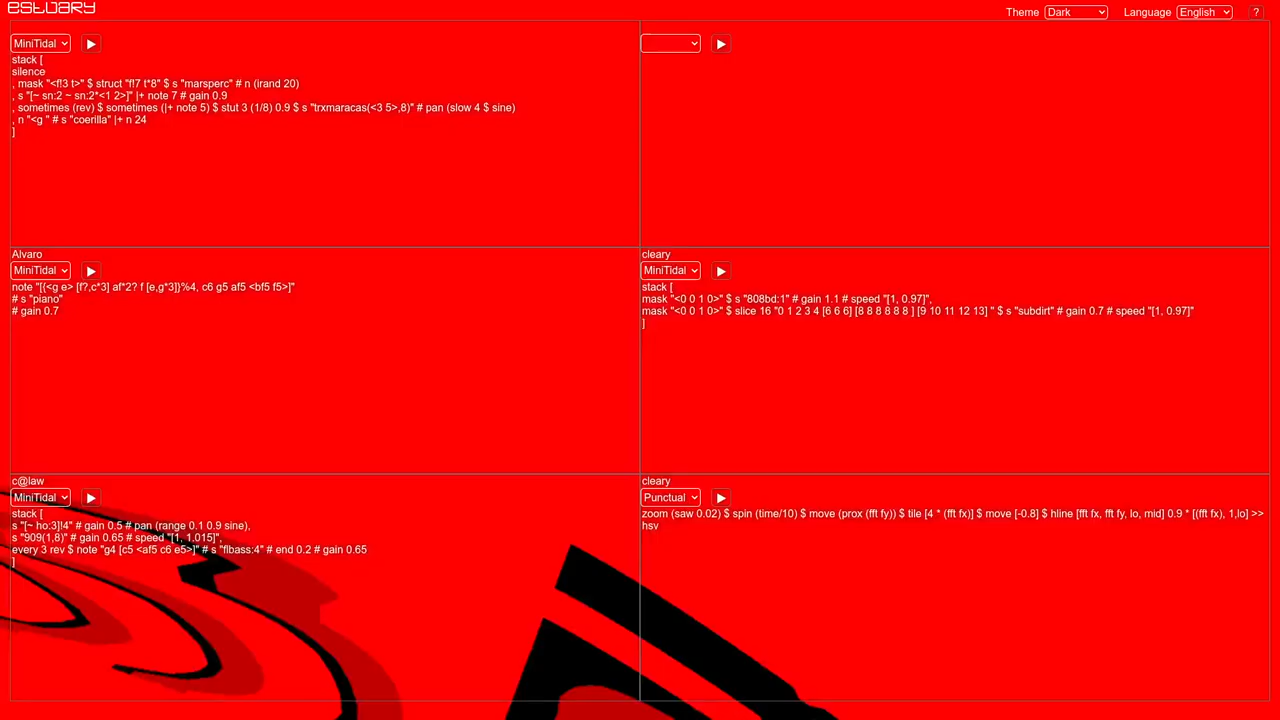 estuary
Theme Dark Language English ?
MiniTidal
stack [
silence
, mask "<f!3 t>" $ struct "f!7 t*8" $ s "marsperc" # n (irand 20)
, s "[~ sn:2 ~ sn:2*<1 2>]" |+ note 7 # gain 0.9
, sometimes (rev) $ sometimes (|+ note 5) $ stut 3 (1/8) 0.9 $ s "trxmaracas(<3 5>,8)" # pan (slow 4 $ sine)
, n "<g " # s "coerilla" |+ n 24
]
Alvaro
MiniTidal
note "[{<g e> [f?,c*3] af*2? f [e,g*3]}%4, c6 g5 af5 <bf5 f5>]"
# s "piano"
# gain 0.7
cleary
MiniTidal
stack [
mask "<0 0 1 0>" $ s "808bd:1" # gain 1.1 # speed "[1, 0.97]",
mask "<0 0 1 0>" $ slice 16 "0 1 2 3 4 [6 6 6] [8 8 8 8 8 8 ] [9 10 11 12 13] " $ s "subdirt" # gain 0.7 # speed "[1, 0.97]"
]
c@law
MiniTidal
stack [
s "[~ ho:3]!4" # gain 0.5 # pan (range 0.1 0.9 sine),
s "909(1,8)" # gain 0.65 # speed "[1, 1.015]",
every 3 rev $ note "g4 [c5 <af5 c6 e5>]" # s "flbass:4" # end 0.2 # gain 0.65
]
cleary
Punctual
zoom (saw 0.02) $ spin (time/10) $ move (prox (fft fy)) $ tile [4 * (fft fx)] $ move [-0.8] $ hline [fft fx, fft fy, lo, mid] 0.9 * [(fft fx), 1,lo] >>
hsv